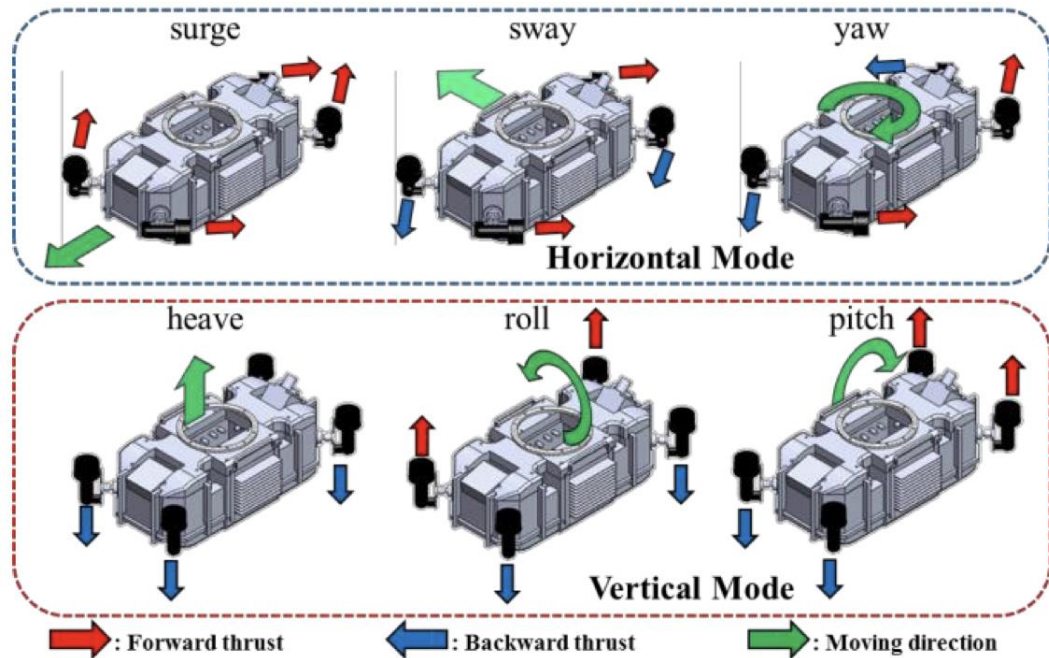 surge
sway
yaw
Horizontal Mode
heave
roll
pitch
Vertical Mode
: Forward thrust
: Backward thrust
: Moving direction